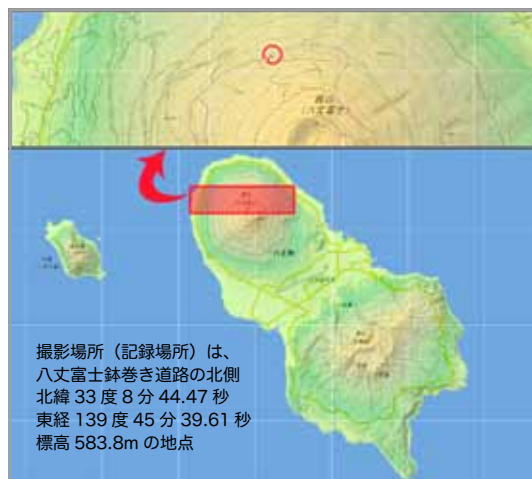 撮影場所（記録場所）は、
八丈富士鉢巻き道路の北側
北緯 33 度 8 分 44.47 秒
東経 139 度 45 分 39.61 秒
標高 583.8m の地点